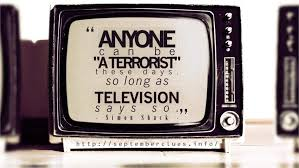 “ ANYONE
can be
"A TERRORIST"
these days,
so long as
TELEVISION
says so. ”
Simon Shack
http://septemberclues.info/